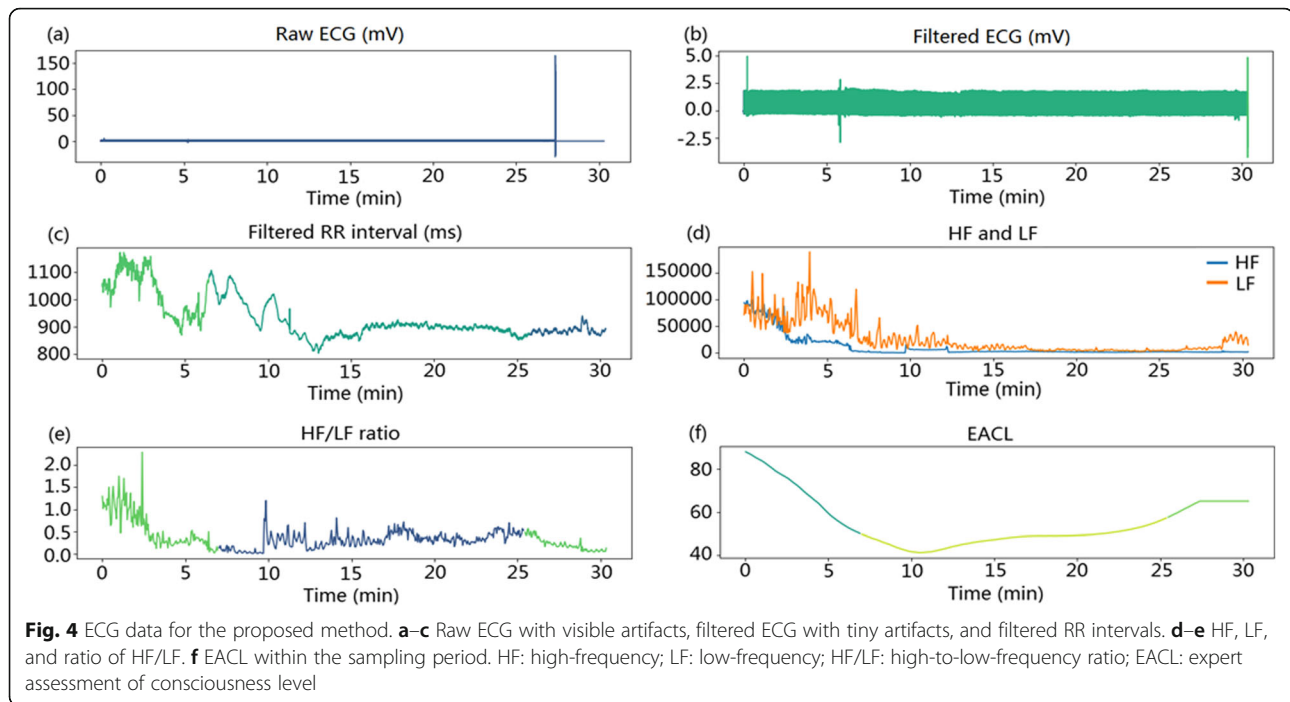 (a) Raw ECG (mV)
150
100
50
0
0 5 10 15 20 25 30
Time (min)
(b) Filtered ECG (mV)
5.0
2.5
0.0
−2.5
0 5 10 15 20 25 30
Time (min)
(c) Filtered RR interval (ms)
1100
1000
900
800
0 5 10 15 20 25 30
Time (min)
(d) HF and LF
HF
LF
150000
100000
50000
0
0 5 10 15 20 25 30
Time (min)
(e) HF/LF ratio
2.0
1.5
1.0
0.5
0.0
0 5 10 15 20 25 30
Time (min)
(f) EACL
80
60
40
0 5 10 15 20 25 30
Time (min)
Fig. 4 ECG data for the proposed method. a–c Raw ECG with visible artifacts, filtered ECG with tiny artifacts, and filtered RR intervals. d–e HF, LF,
and ratio of HF/LF. f EACL within the sampling period. HF: high-frequency; LF: low-frequency; HF/LF: high-to-low-frequency ratio; EACL: expert
assessment of consciousness level